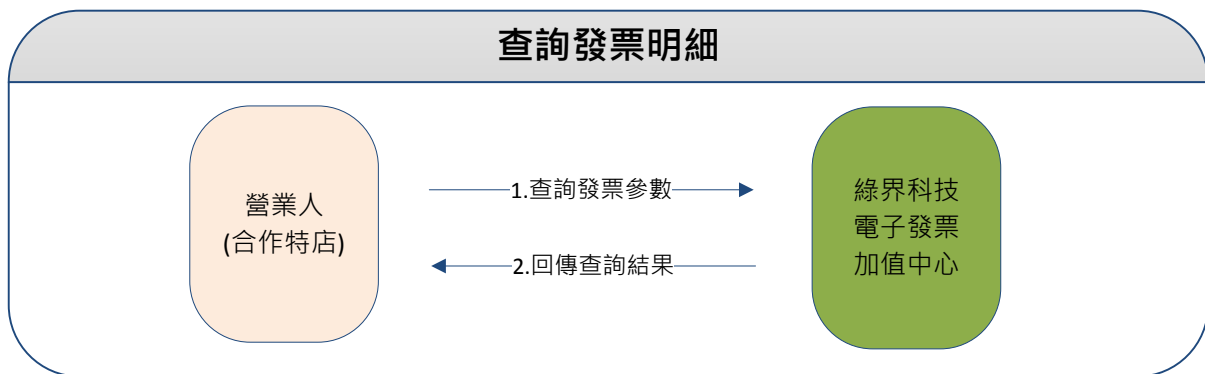 查詢發票明細
營業人
(合作特店)
1.查詢發票參數
2.回傳查詢結果
綠界科技
電子發票
加值中心